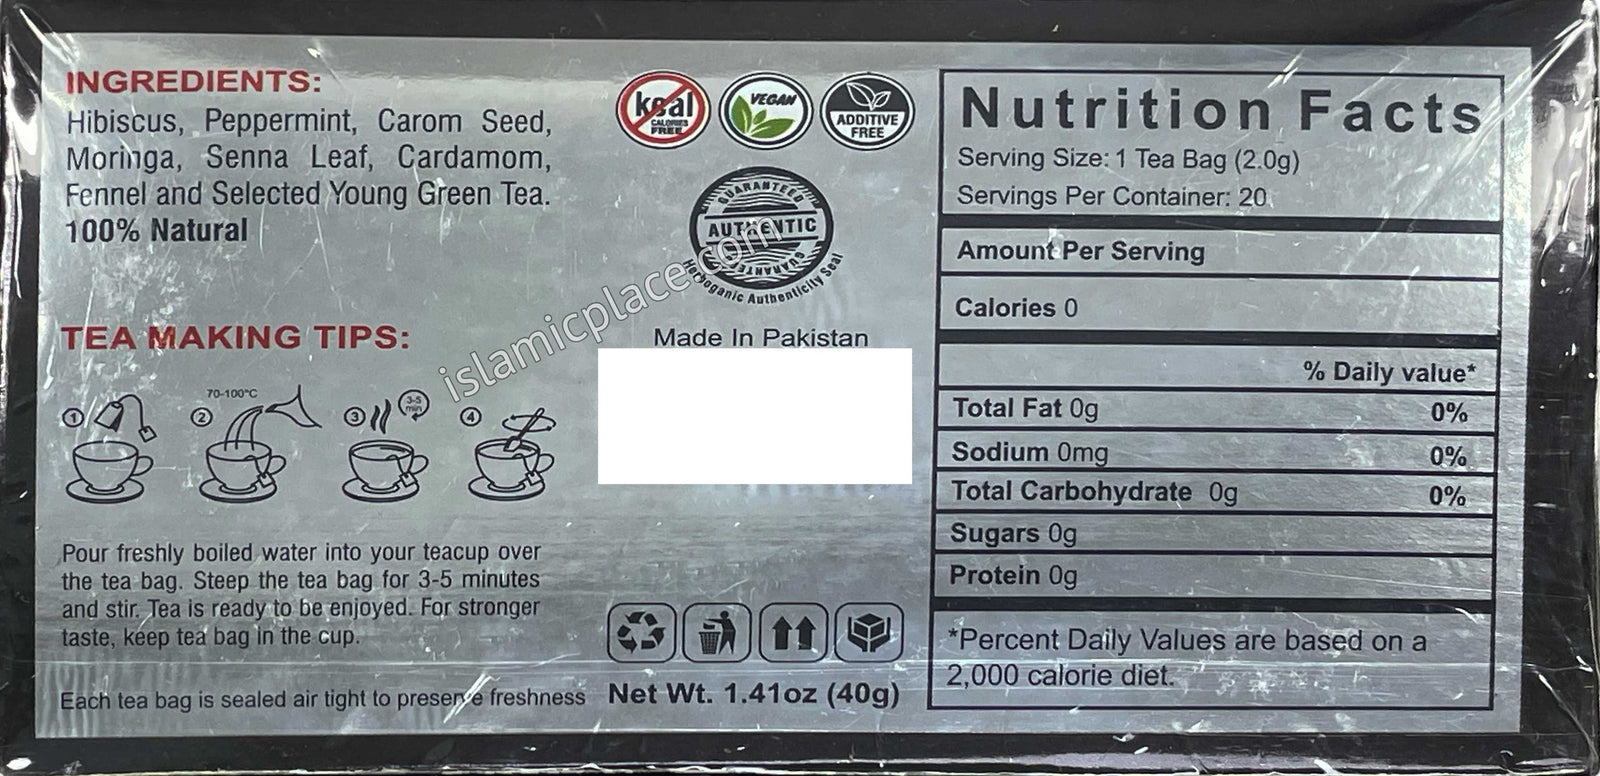 INGREDIENTS:
Hibiscus, Peppermint, Carom Seed,
Moringa, Senna Leaf, Cardamom,
Fennel and Selected Young Green Tea.
100% Natural
TEA MAKING TIPS:
1
70-100°C
2
3
3-5
min
4
Pour freshly boiled water into your teacup over
the tea bag. Steep the tea bag for 3-5 minutes
and stir. Tea is ready to be enjoyed. For stronger
taste, keep tea bag in the cup.
Each tea bag is sealed air tight to preserve freshness
kcal
CALORIES
FREE
VEGAN
ADDITIVE
FREE
GUARANTEED
AUTHENTIC
GUARANTEED
Herboganic Authenticity Seal
islamicplace.com
Made In Pakistan
Net Wt. 1.41oz (40g)
Nutrition Facts
Serving Size: 1 Tea Bag (2.0g)
Servings Per Container: 20
Amount Per Serving
Calories 0
% Daily value*
Total Fat 0g 0%
Sodium 0mg 0%
Total Carbohydrate 0g 0%
Sugars 0g
Protein 0g
*Percent Daily Values are based on a
2,000 calorie diet.